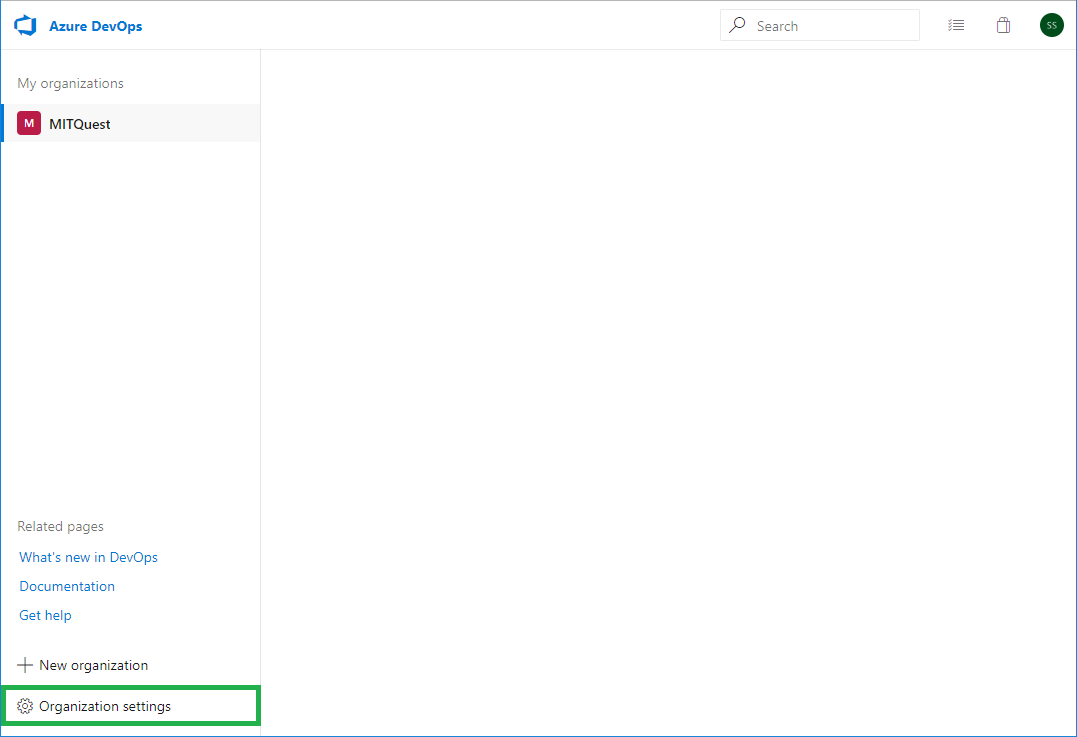 Azure DevOps
Search
SS
My organizations
M MITQuest
Related pages
What's new in DevOps
Documentation
Get help
New organization
Organization settings